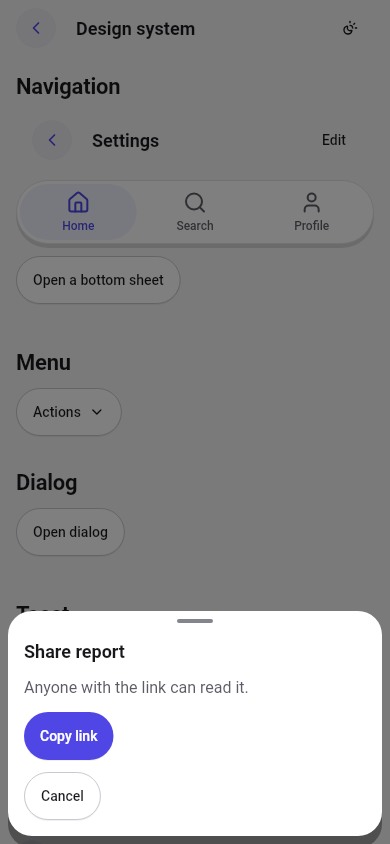 Design system
Navigation
Settings
Edit
Home
Search
Profile
Open a bottom sheet
Menu
Actions
Dialog
Open dialog
Share report
Anyone with the link can read it.
Copy link
Cancel